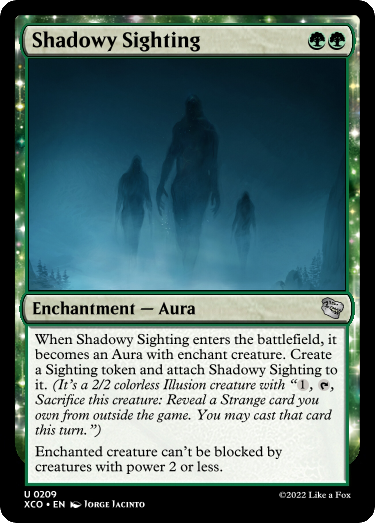 Shadowy Sighting
Enchantment — Aura
When Shadowy Sighting enters the battlefield, it
becomes an Aura with enchant creature. Create
a Sighting token and attach Shadowy Sighting to
it. (It's a 2/2 colorless Illusion creature with “1, T,
Sacrifice this creature: Reveal a Strange card you
own from outside the game. You may cast that card
this turn.”)
Enchanted creature can't be blocked by
creatures with power 2 or less.
U 0209
XCO • EN Jorge Jacinto
©2022 Like a Fox